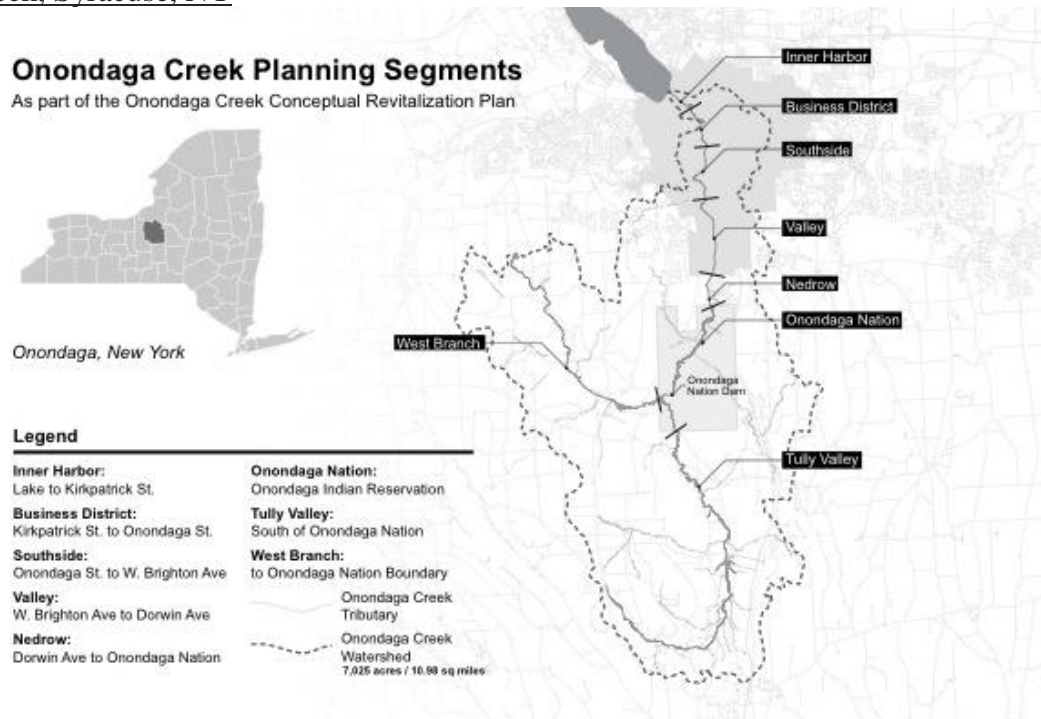 Syracuse, NY
Onondaga Creek Planning Segments
As part of the Onondaga Creek Conceptual Revitalization Plan
Onondaga, New York
Inner Harbor
Business District
Southside
Valley
Nedrow
Onondaga Nation
West Branch
Onondaga
Nation Dam
Tully Valley
Legend
Inner Harbor:
Lake to Kirkpatrick St.
Business District:
Kirkpatrick St. to Onondaga St.
Southside:
Onondaga St. to W. Brighton Ave
Valley:
W. Brighton Ave to Dorwin Ave
Nedrow:
Dorwin Ave to Onondaga Nation
Onondaga Nation:
Onondaga Indian Reservation
Tully Valley:
South of Onondaga Nation
West Branch:
to Onondaga Nation Boundary
Onondaga Creek
Tributary
Onondaga Creek
Watershed
7,025 acres / 10.98 sq miles